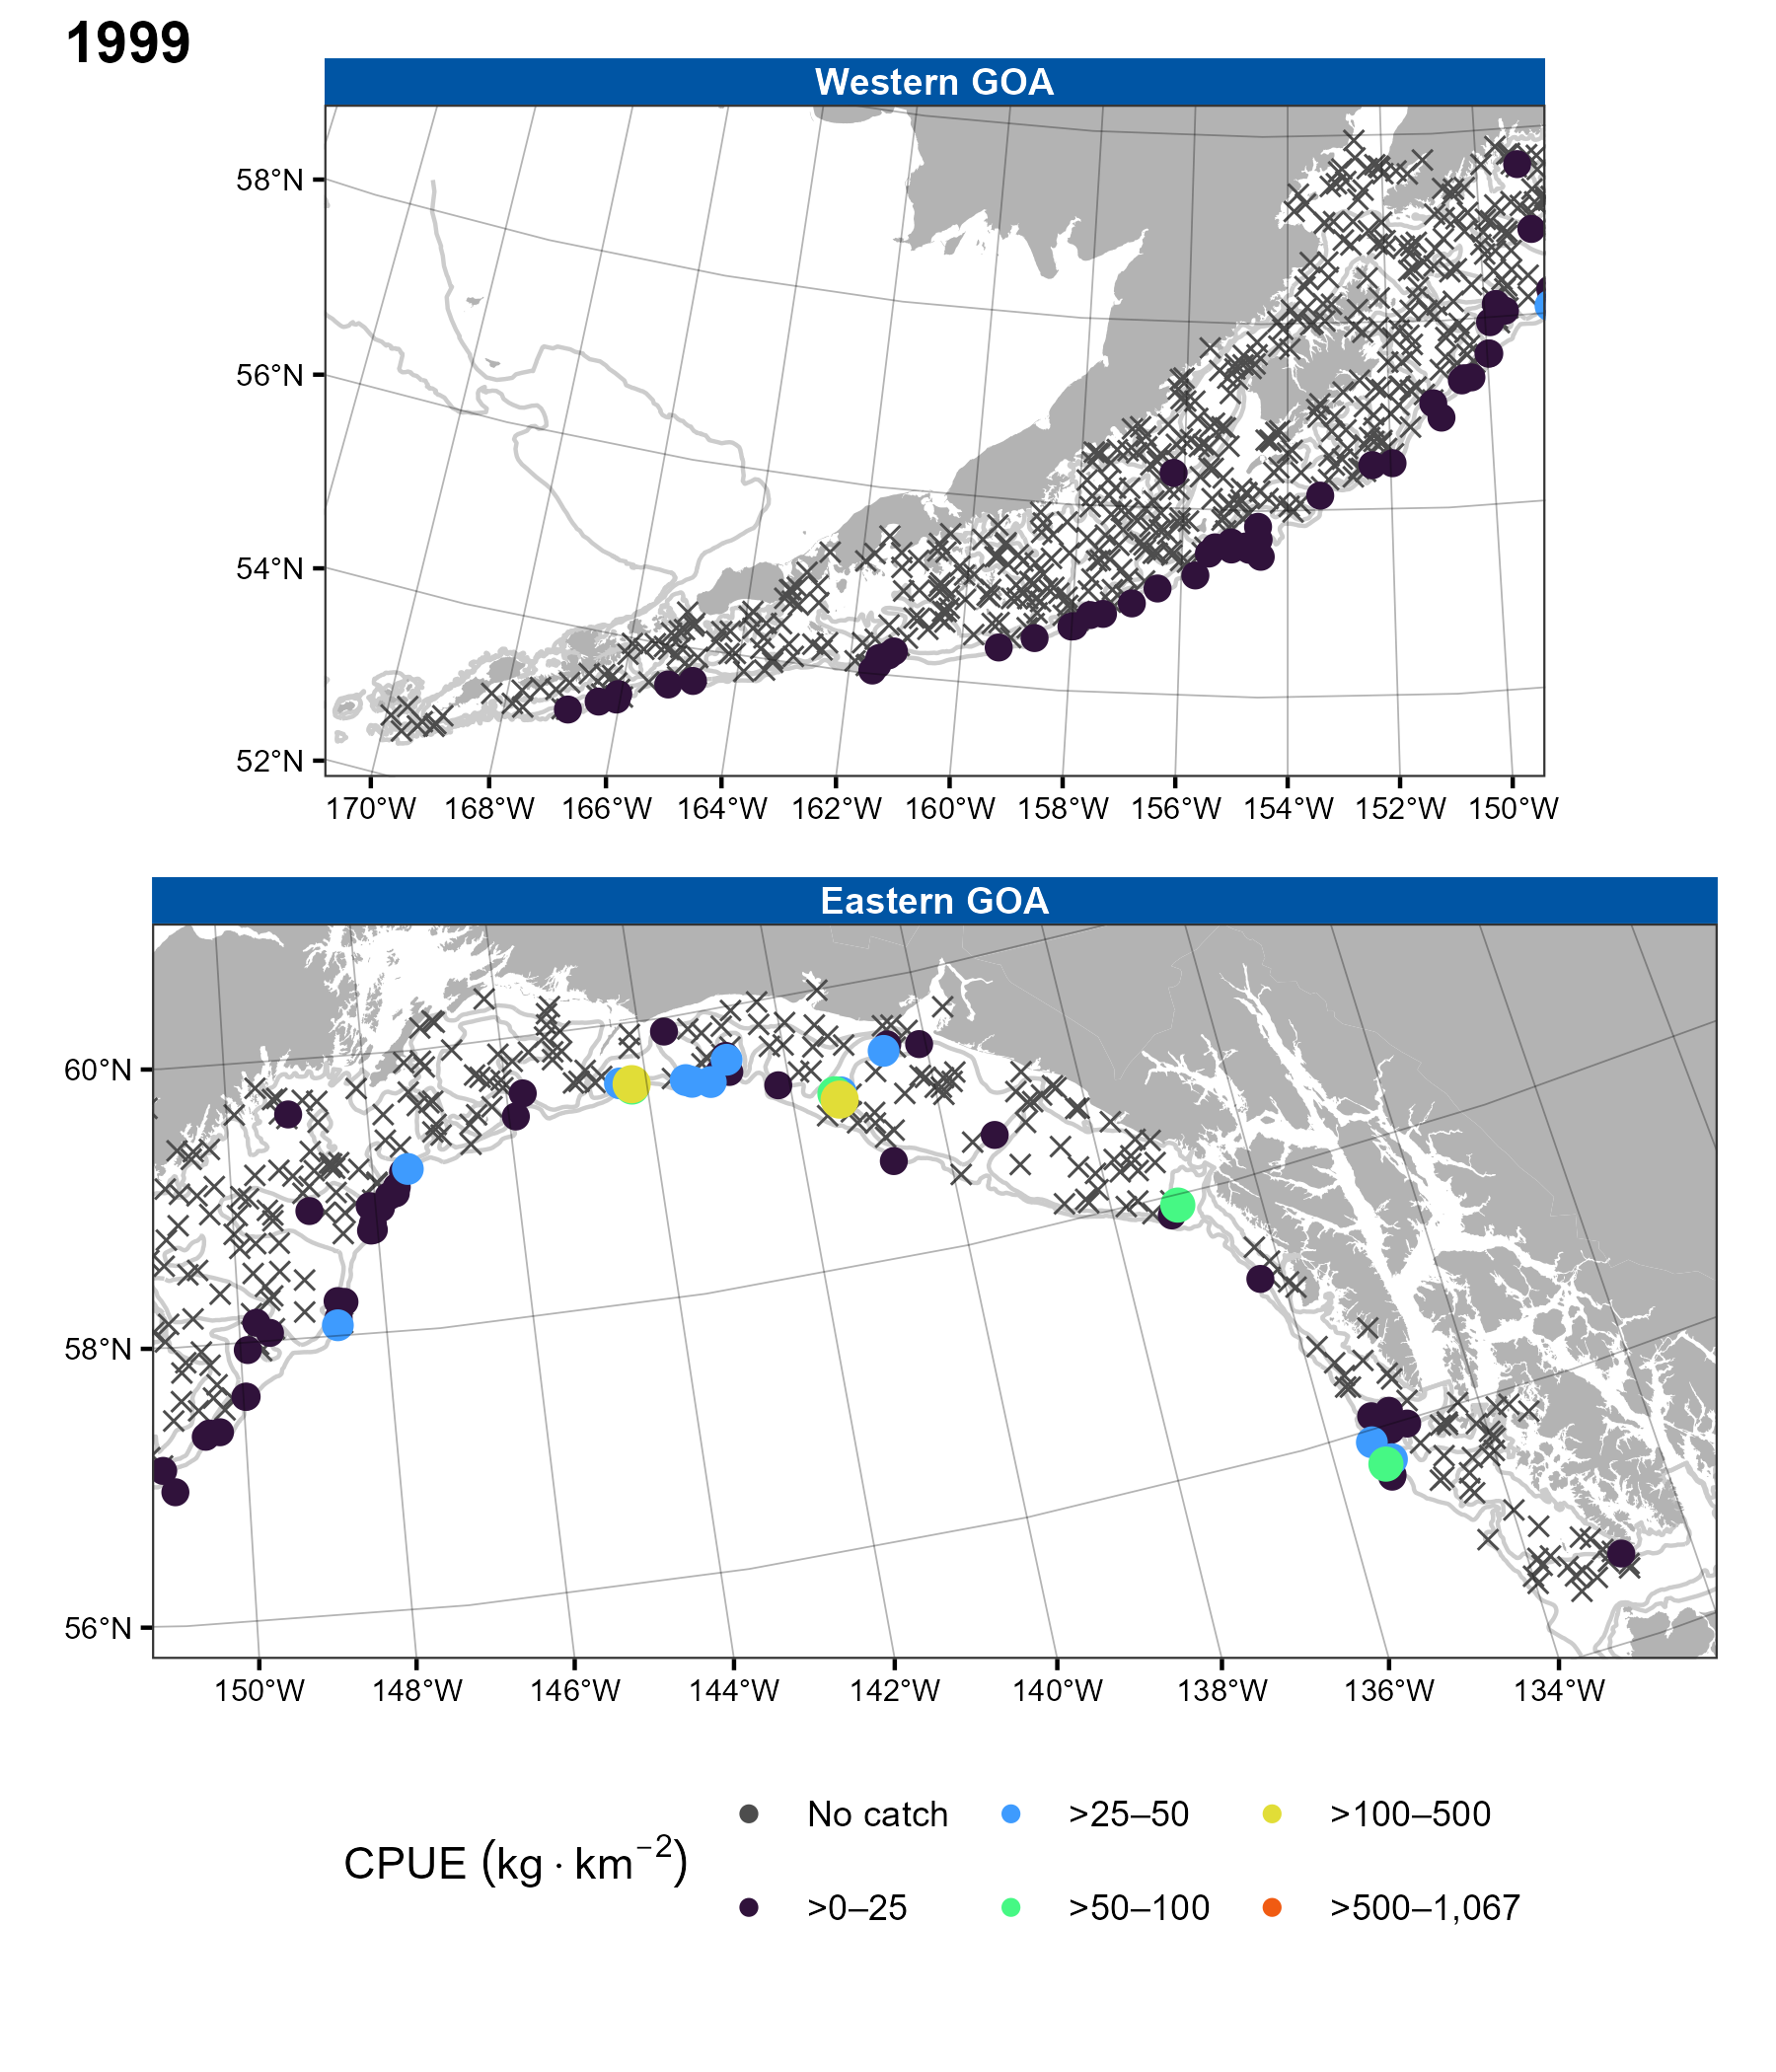 1999
Western GOA
58°N
56°N
54°N
52°N
170°W 168°W 166°W 164°W 162°W 160°W 158°W 156°W 154°W 152°W 150°W
Eastern GOA
60°N
58°N
56°N
150°W 148°W 146°W 144°W 142°W 140°W 138°W 136°W 134°W
CPUE (kg · km⁻²)
No catch >25–50 >100–500
>0–25 >50–100 >500–1,067